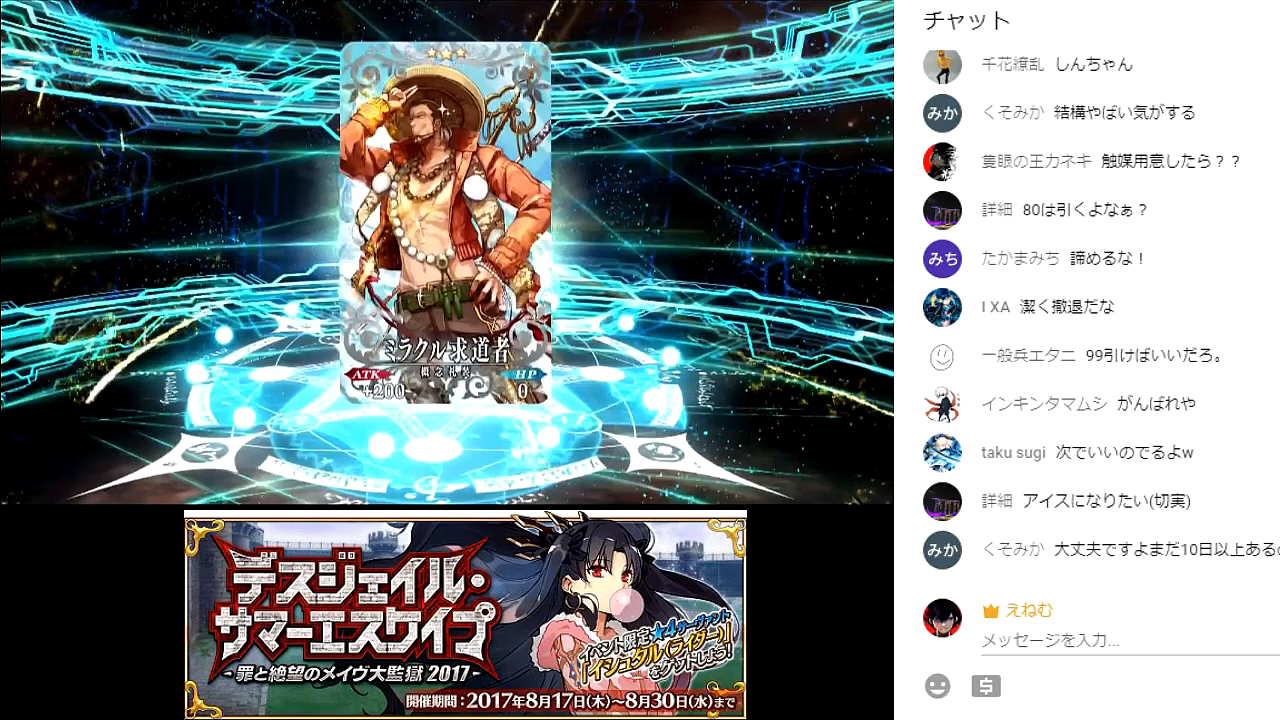 ミラクル求道者
ATK
概念礼装
HP
+200
0
デスジェイル・
サマーエスケイプ
-罪と絶望のメイヴ大監獄 2017-
イベント限定★4サーヴァント
「イシュタル(ライダー)」
をゲットしよう!
開催期間:2017年8月17日(木)~8月30日(水)まで
チャット
千花繚乱 しんちゃん
みか くそみか 結構やばい気がする
隻眼の王カネキ 触媒用意したら？？
詳細 80は引くよなぁ？
みち たかまみち 諦めるな！
I XA 潔く撤退だな
一般兵エタニ 99引けばいいだろ。
インキンタマムシ がんばれや
taku sugi 次でいいのでるよw
詳細 アイスになりたい(切実)
みか くそみか 大丈夫ですよまだ10日以上ある
えねむ
メッセージを入力...